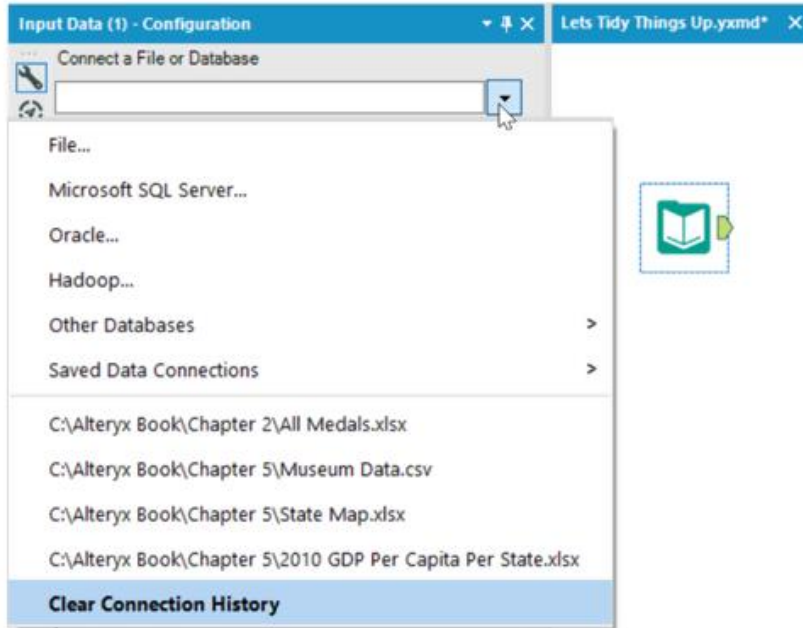 Input Data (1) - Configuration
Lets Tidy Things Up.yxmd*
Connect a File or Database
File...
Microsoft SQL Server...
Oracle...
Hadoop...
Other Databases
Saved Data Connections
C:\Alteryx Book\Chapter 2\All Medals.xlsx
C:\Alteryx Book\Chapter 5\Museum Data.csv
C:\Alteryx Book\Chapter 5\State Map.xlsx
C:\Alteryx Book\Chapter 5\2010 GDP Per Capita Per State.xlsx
Clear Connection History